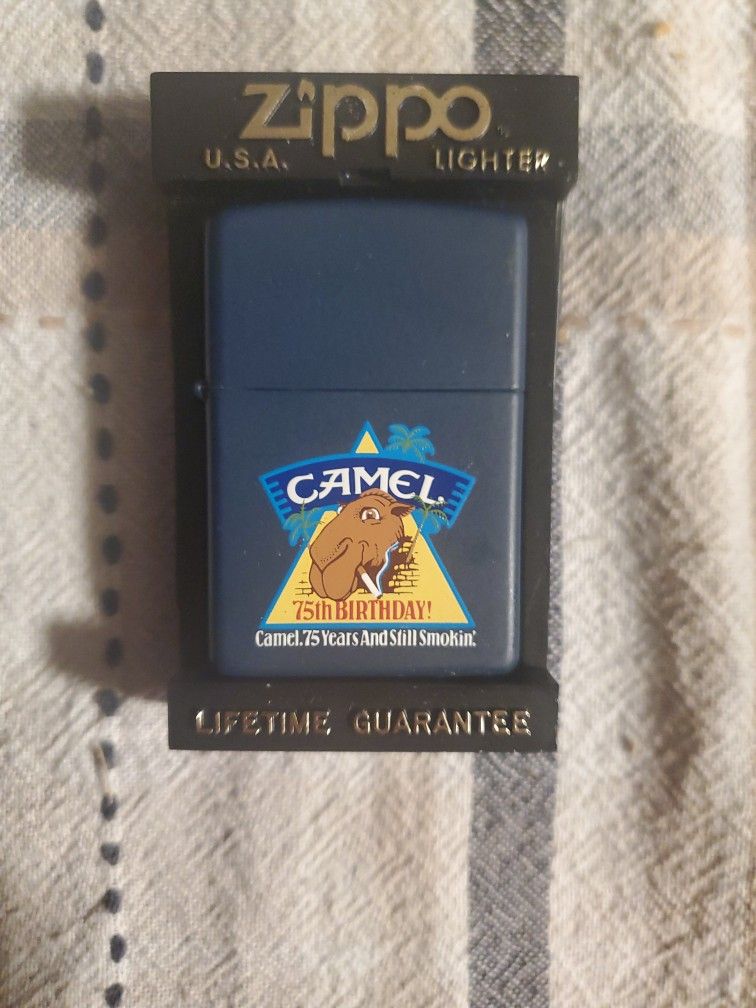 Zippo
U.S.A. LIGHTER
CAMEL
75th BIRTHDAY!
Camel. 75 Years And Still Smokin'.
LIFETIME GUARANTEE